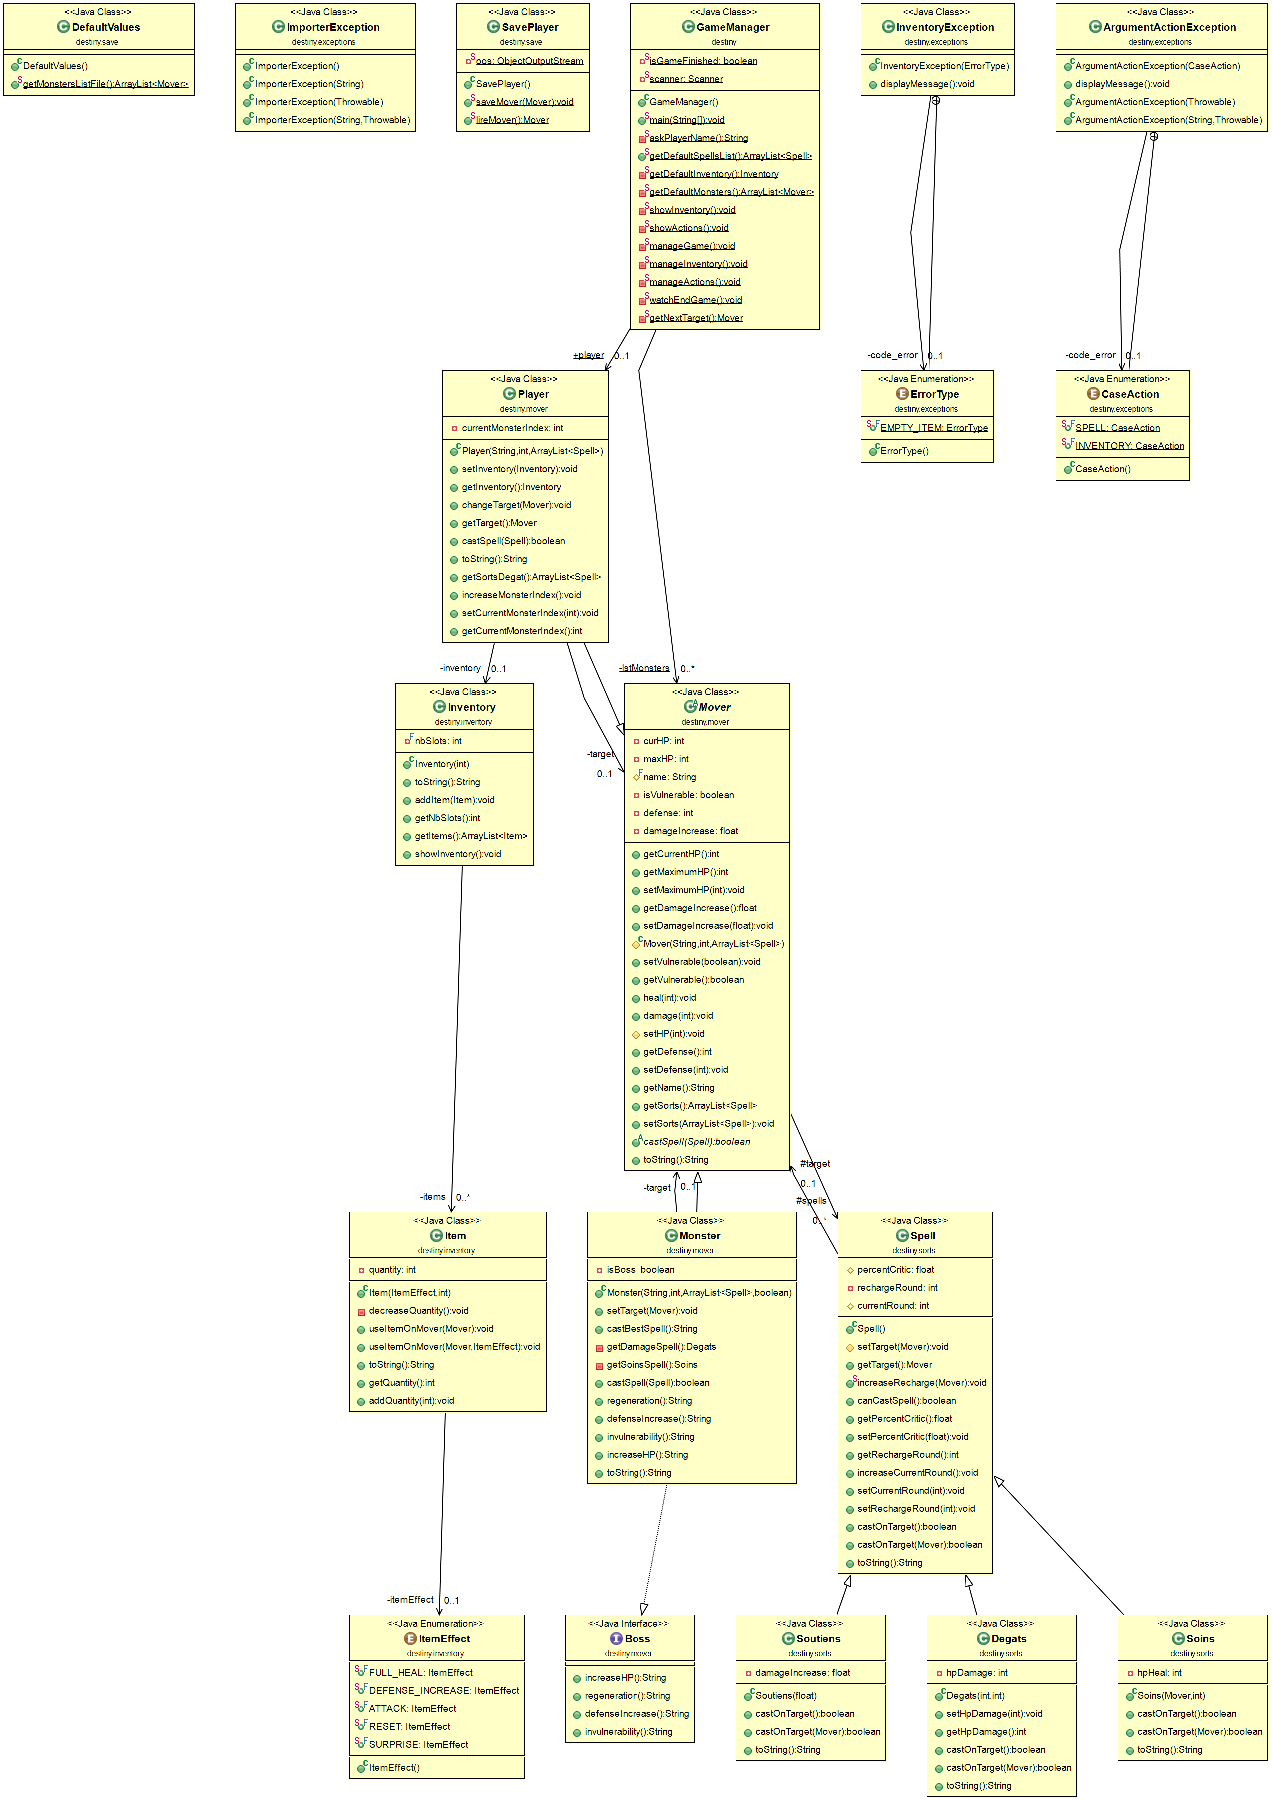 <<Java Class>>
DefaultValues
destiny.save
DefaultValues()
getMonstersListFile():ArrayList<Mover>
<<Java Class>>
ImporterException
destiny.exceptions
ImporterException()
ImporterException(String)
ImporterException(Throwable)
ImporterException(String,Throwable)
<<Java Class>>
SavePlayer
destiny.save
oos: ObjectOutputStream
SavePlayer()
saveMover(Mover):void
lireMover():Mover
<<Java Class>>
GameManager
destiny
isGameFinished: boolean
scanner: Scanner
GameManager()
main(String[]):void
askPlayerName():String
getDefaultSpellsList():ArrayList<Spell>
getDefaultInventory():Inventory
getDefaultMonsters():ArrayList<Mover>
showInventory():void
showActions():void
manageGame():void
manageInventory():void
manageActions():void
watchEndGame():void
getNextTarget():Mover
<<Java Class>>
InventoryException
destiny.exceptions
InventoryException(ErrorType)
displayMessage():void
<<Java Class>>
ArgumentActionException
destiny.exceptions
ArgumentActionException(CaseAction)
displayMessage():void
ArgumentActionException(Throwable)
ArgumentActionException(String,Throwable)
+player 0..1
-code_error 0..1
-code_error 0..1
<<Java Class>>
Player
destiny.mover
currentMonsterIndex: int
Player(String,int,ArrayList<Spell>)
setInventory(Inventory):void
getInventory():Inventory
changeTarget(Mover):void
getTarget():Mover
castSpell(Spell):boolean
toString():String
getSortsDegat():ArrayList<Spell>
increaseMonsterIndex():void
setCurrentMonsterIndex(int):void
getCurrentMonsterIndex():int
<<Java Enumeration>>
ErrorType
destiny.exceptions
EMPTY_ITEM: ErrorType
ErrorType()
<<Java Enumeration>>
CaseAction
destiny.exceptions
SPELL: CaseAction
INVENTORY: CaseAction
CaseAction()
-inventory 0..1
-lstMonsters 0..*
-target
0..1
<<Java Class>>
Inventory
destiny.inventory
nbSlots: int
Inventory(int)
toString():String
addItem(Item):void
getNbSlots():int
getItems():ArrayList<Item>
showInventory():void
<<Java Class>>
Mover
destiny.mover
curHP: int
maxHP: int
name: String
isVulnerable: boolean
defense: int
damageIncrease: float
getCurrentHP():int
getMaximumHP():int
setMaximumHP(int):void
getDamageIncrease():float
setDamageIncrease(float):void
Mover(String,int,ArrayList<Spell>)
setVulnerable(boolean):void
getVulnerable():boolean
heal(int):void
damage(int):void
setHP(int):void
getDefense():int
setDefense(int):void
getName():String
getSorts():ArrayList<Spell>
setSorts(ArrayList<Spell>):void
castSpell(Spell):boolean
toString():String
-items 0..*
-target 0..1
#target
0..1
#spells
0..*
<<Java Class>>
Item
destiny.inventory
quantity: int
Item(ItemEffect,int)
decreaseQuantity():void
useItemOnMover(Mover):void
useItemOnMover(Mover,ItemEffect):void
toString():String
getQuantity():int
addQuantity(int):void
<<Java Class>>
Monster
destiny.mover
isBoss: boolean
Monster(String,int,ArrayList<Spell>,boolean)
setTarget(Mover):void
castBestSpell():String
getDamageSpell():Degats
getSoinsSpell():Soins
castSpell(Spell):boolean
regeneration():String
defenseIncrease():String
invulnerability():String
increaseHP():String
toString():String
<<Java Class>>
Spell
destiny.sorts
percentCritic: float
rechargeRound: int
currentRound: int
Spell()
setTarget(Mover):void
getTarget():Mover
increaseRecharge(Mover):void
canCastSpell():boolean
getPercentCritic():float
setPercentCritic(float):void
getRechargeRound():int
increaseCurrentRound():void
setCurrentRound(int):void
setRechargeRound(int):void
castOnTarget():boolean
castOnTarget(Mover):boolean
toString():String
-itemEffect 0..1
<<Java Enumeration>>
ItemEffect
destiny.inventory
FULL_HEAL: ItemEffect
DEFENSE_INCREASE: ItemEffect
ATTACK: ItemEffect
RESET: ItemEffect
SURPRISE: ItemEffect
ItemEffect()
<<Java Interface>>
Boss
destiny.mover
increaseHP():String
regeneration():String
defenseIncrease():String
invulnerability():String
<<Java Class>>
Soutiens
destiny.sorts
damageIncrease: float
Soutiens(float)
castOnTarget():boolean
castOnTarget(Mover):boolean
toString():String
<<Java Class>>
Degats
destiny.sorts
hpDamage: int
Degats(int,int)
setHpDamage(int):void
getHpDamage():int
castOnTarget():boolean
castOnTarget(Mover):boolean
toString():String
<<Java Class>>
Soins
destiny.sorts
hpHeal: int
Soins(Mover,int)
castOnTarget():boolean
castOnTarget(Mover):boolean
toString():String